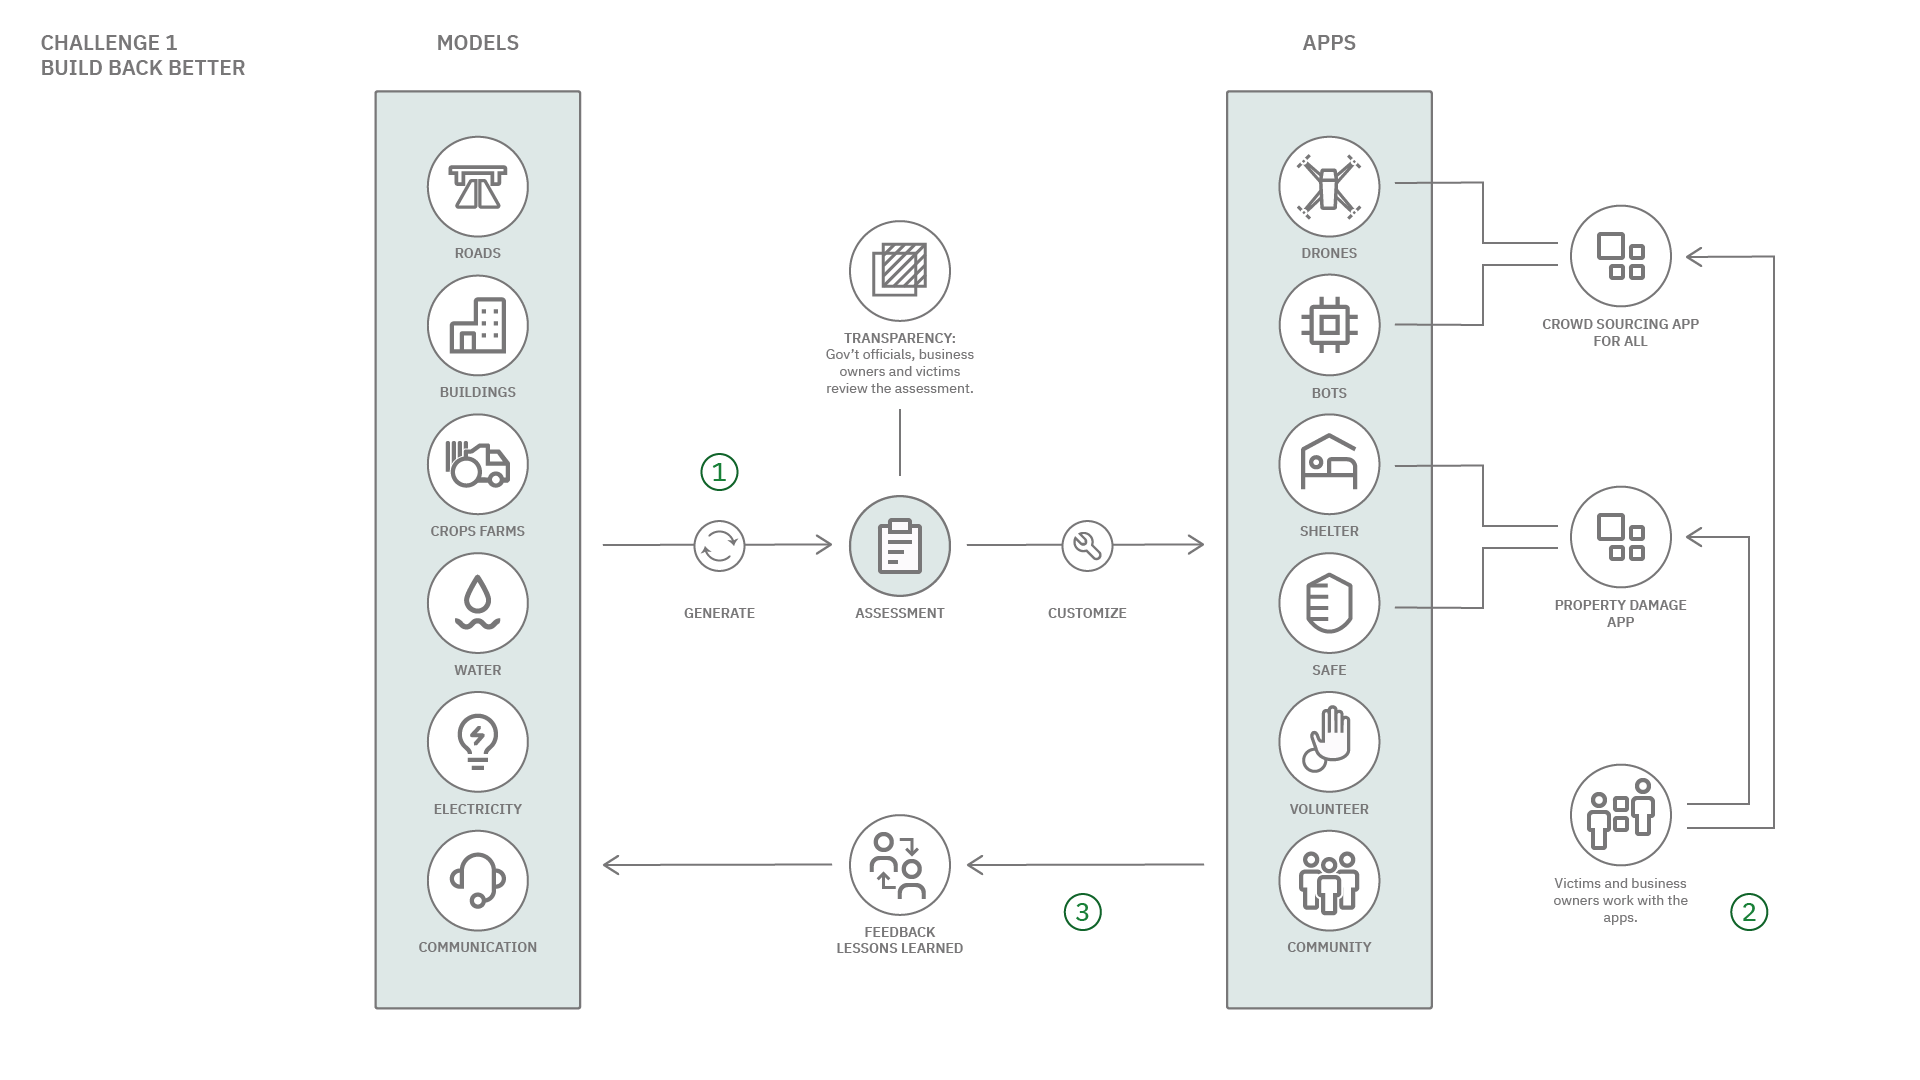 CHALLENGE 1
BUILD BACK BETTER
MODELS
ROADS
BUILDINGS
CROPS FARMS
WATER
ELECTRICITY
COMMUNICATION
1
GENERATE
TRANSPARENCY:
Gov't officials, business
owners and victims
review the assessment.
ASSESSMENT
CUSTOMIZE
FEEDBACK
LESSONS LEARNED
3
APPS
DRONES
BOTS
SHELTER
SAFE
VOLUNTEER
COMMUNITY
CROWD SOURCING APP
FOR ALL
PROPERTY DAMAGE
APP
Victims and business
owners work with the
apps.
2